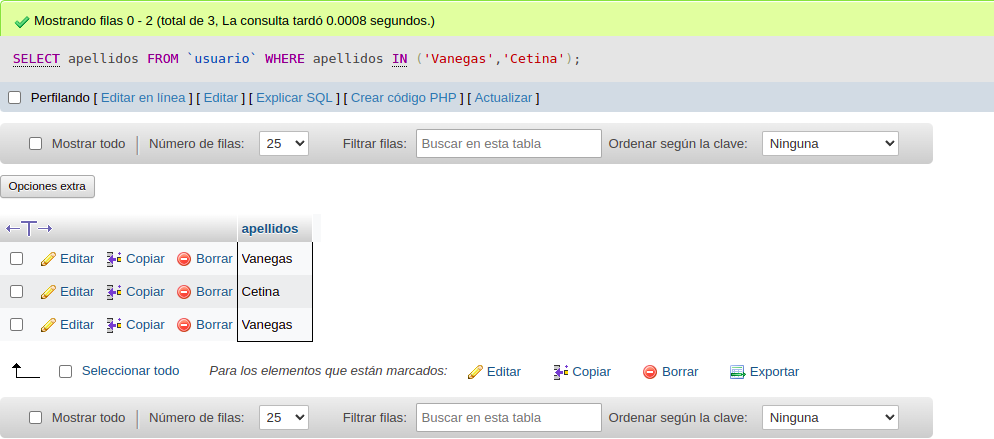 Mostrando filas 0 - 2 (total de 3, La consulta tardó 0.0008 segundos.)
SELECT apellidos FROM `usuario` WHERE apellidos IN ('Vanegas','Cetina');
Perfilando [ Editar en línea ] [ Editar ] [ Explicar SQL ] [ Crear código PHP ] [ Actualizar ]
Mostrar todo Número de filas: 25 Filtrar filas: Buscar en esta tabla Ordenar según la clave: Ninguna
Opciones extra
←T→ apellidos
Editar Copiar Borrar Vanegas
Editar Copiar Borrar Cetina
Editar Copiar Borrar Vanegas
Seleccionar todo Para los elementos que están marcados: Editar Copiar Borrar Exportar
Mostrar todo Número de filas: 25 Filtrar filas: Buscar en esta tabla Ordenar según la clave: Ninguna